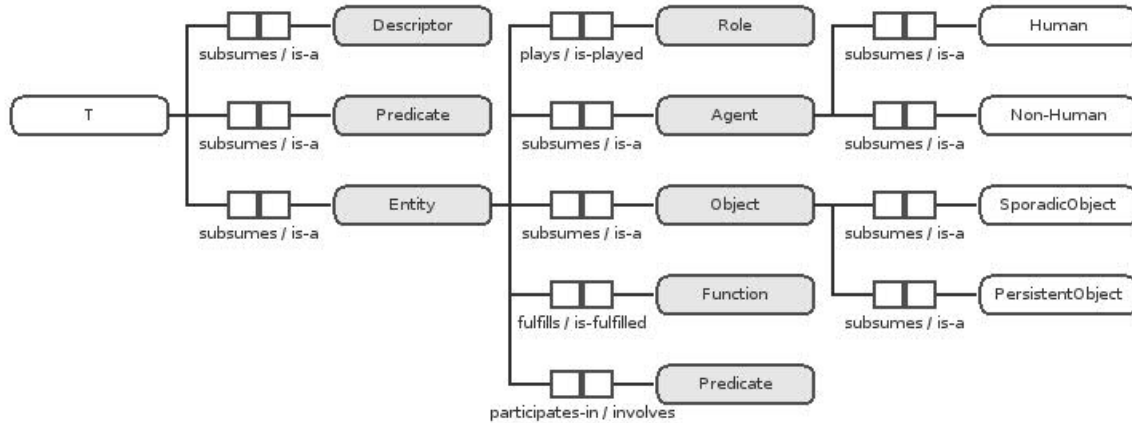 Descriptor
Role
Human
subsumes / is-a
plays / is-played
subsumes / is-a
T
Predicate
Agent
Non-Human
subsumes / is-a
subsumes / is-a
subsumes / is-a
Entity
Object
SporadicObject
subsumes / is-a
subsumes / is-a
subsumes / is-a
Function
PersistentObject
fulfills / is-fulfilled
subsumes / is-a
Predicate
participates-in / involves